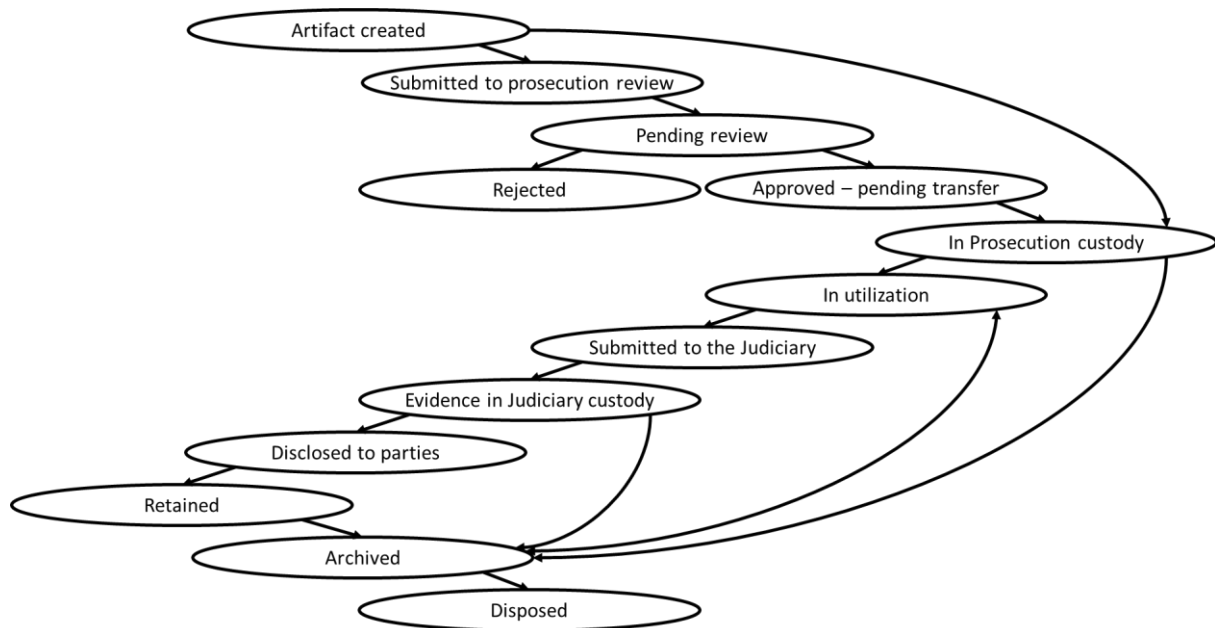 Artifact created
Submitted to prosecution review
Pending review
Rejected
Approved – pending transfer
In Prosecution custody
In utilization
Submitted to the Judiciary
Evidence in Judiciary custody
Disclosed to parties
Retained
Archived
Disposed